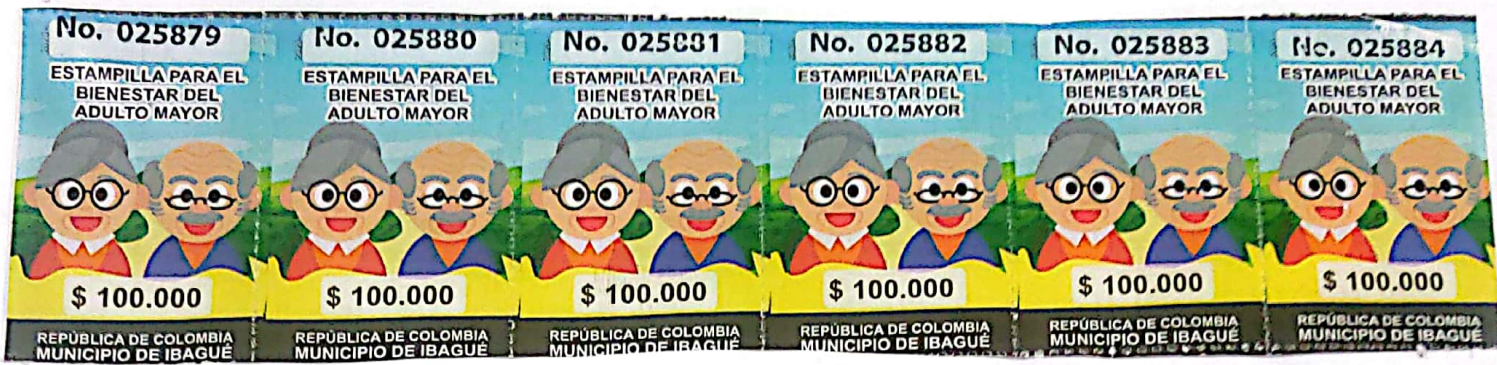 No. 025879
ESTAMPILLA PARA EL
BIENESTAR DEL
ADULTO MAYOR
$ 100.000
REPÚBLICA DE COLOMBIA
MUNICIPIO DE IBAGUÉ
No. 025880
ESTAMPILLA PARA EL
BIENESTAR DEL
ADULTO MAYOR
$ 100.000
REPÚBLICA DE COLOMBIA
MUNICIPIO DE IBAGUÉ
No. 025881
ESTAMPILLA PARA EL
BIENESTAR DEL
ADULTO MAYOR
$ 100.000
REPÚBLICA DE COLOMBIA
MUNICIPIO DE IBAGUÉ
No. 025882
ESTAMPILLA PARA EL
BIENESTAR DEL
ADULTO MAYOR
$ 100.000
REPÚBLICA DE COLOMBIA
MUNICIPIO DE IBAGUÉ
No. 025883
ESTAMPILLA PARA EL
BIENESTAR DEL
ADULTO MAYOR
$ 100.000
REPÚBLICA DE COLOMBIA
MUNICIPIO DE IBAGUÉ
No. 025884
ESTAMPILLA PARA EL
BIENESTAR DEL
ADULTO MAYOR
$ 100.000
REPÚBLICA DE COLOMBIA
MUNICIPIO DE IBAGUÉ